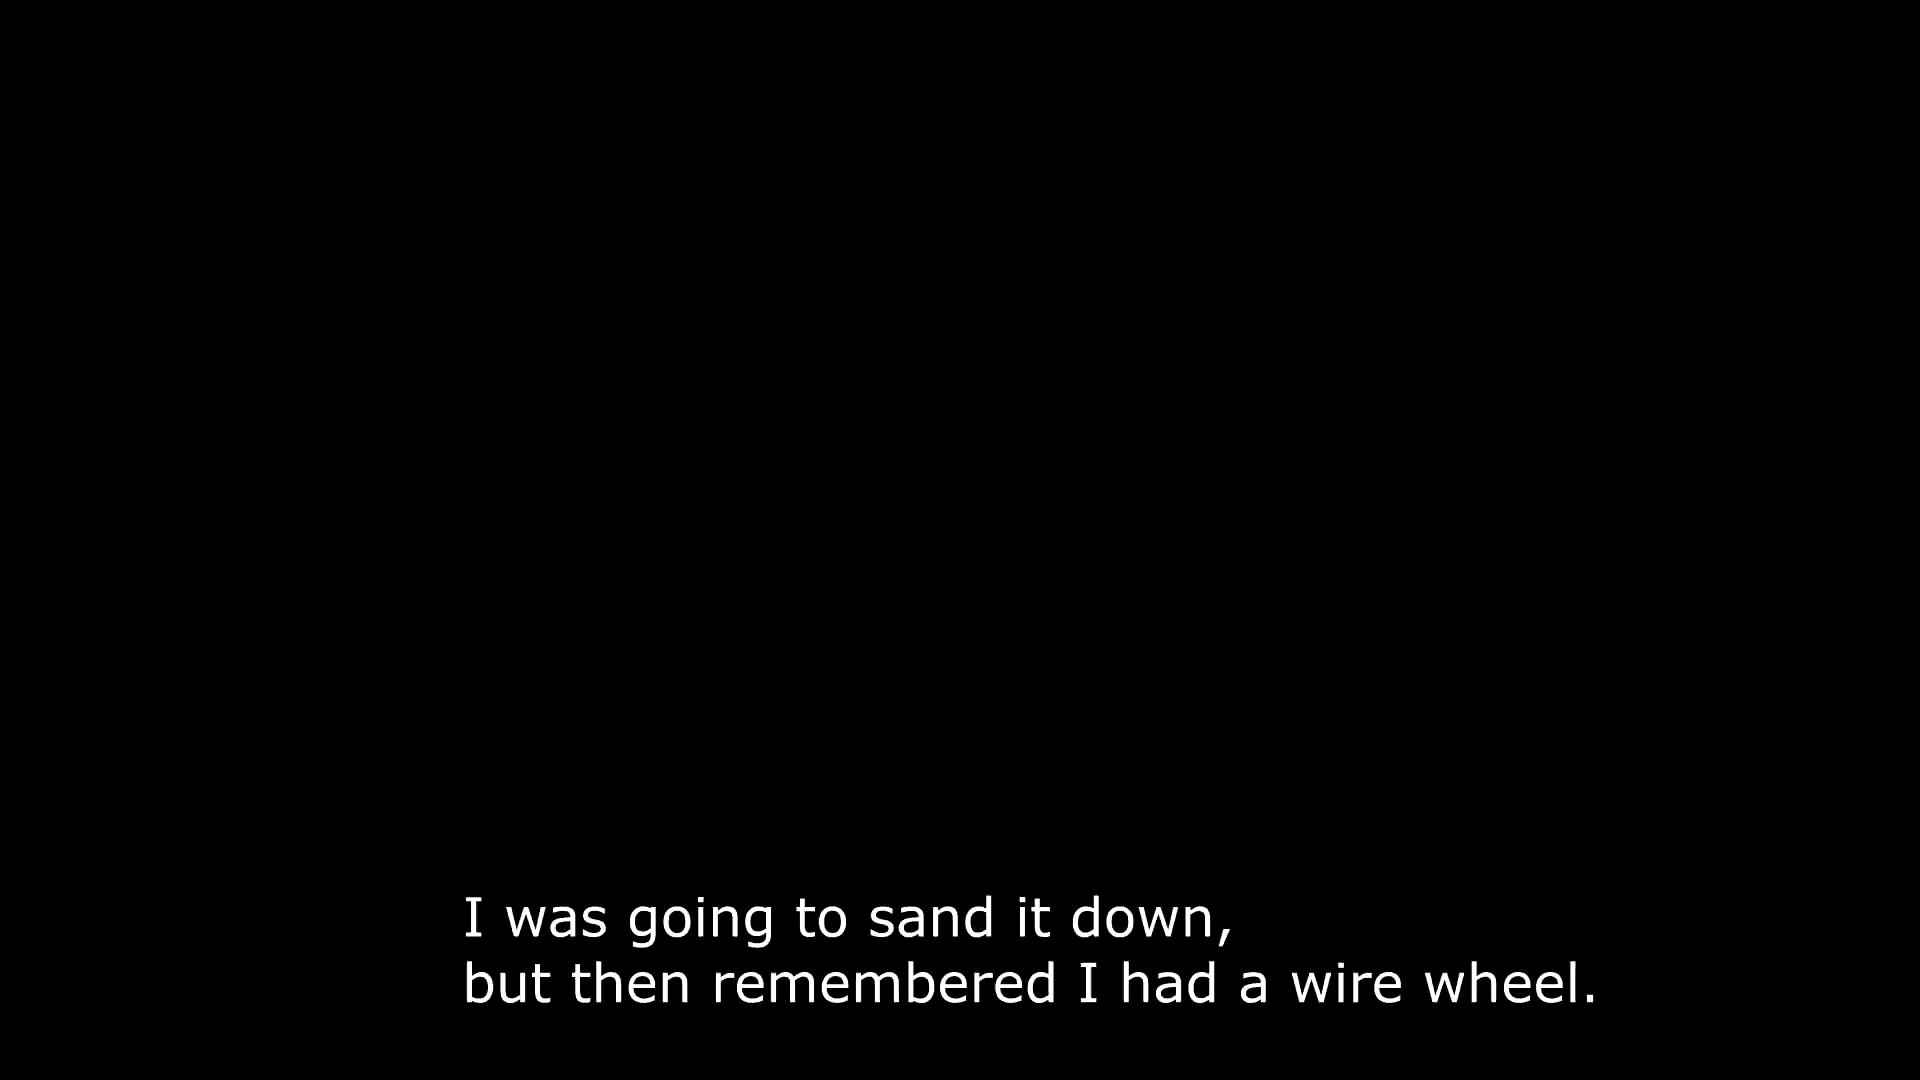 I was going to sand it down,
but then remembered I had a wire wheel.